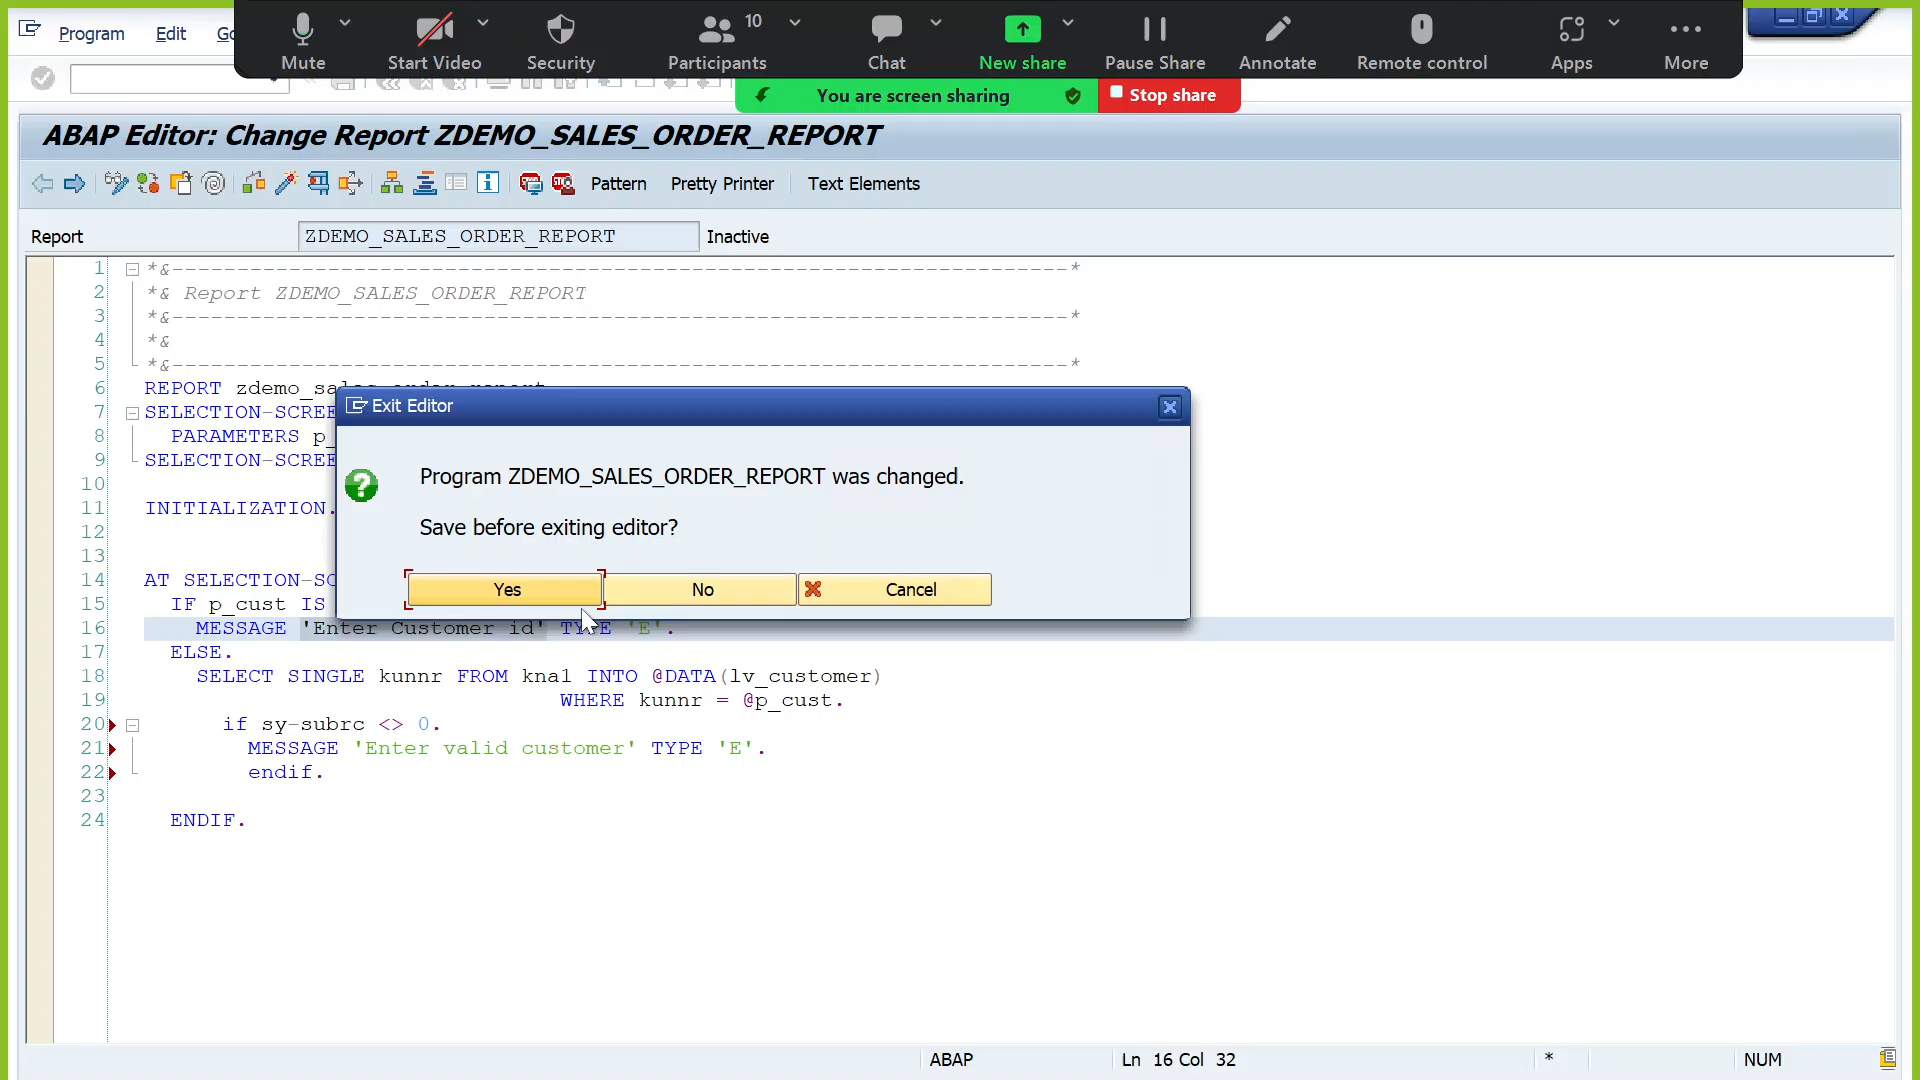 Program Edit Go
Mute Start Video Security Participants 10 Chat New share Pause Share Annotate Remote control Apps More
You are screen sharing Stop share
ABAP Editor: Change Report ZDEMO_SALES_ORDER_REPORT
Pattern Pretty Printer Text Elements
Report ZDEMO_SALES_ORDER_REPORT Inactive
1 *&---------------------------------------------------------------------*
2 *& Report ZDEMO_SALES_ORDER_REPORT
3 *&---------------------------------------------------------------------*
4 *&
5 *&---------------------------------------------------------------------*
6 REPORT zdemo_sales_order_report
7 SELECTION-SCREE
8 PARAMETERS p_
9 SELECTION-SCREE
10
11 INITIALIZATION.
12
13
14 AT SELECTION-SC
15 IF p_cust IS
16 MESSAGE 'Enter Customer id' TYPE 'E'.
17 ELSE.
18 SELECT SINGLE kunnr FROM kna1 INTO @DATA(lv_customer)
19 WHERE kunnr = @p_cust.
20 if sy-subrc <> 0.
21 MESSAGE 'Enter valid customer' TYPE 'E'.
22 endif.
23
24 ENDIF.
Exit Editor
Program ZDEMO_SALES_ORDER_REPORT was changed.
Save before exiting editor?
Yes No Cancel
ABAP Ln 16 Col 32 * NUM